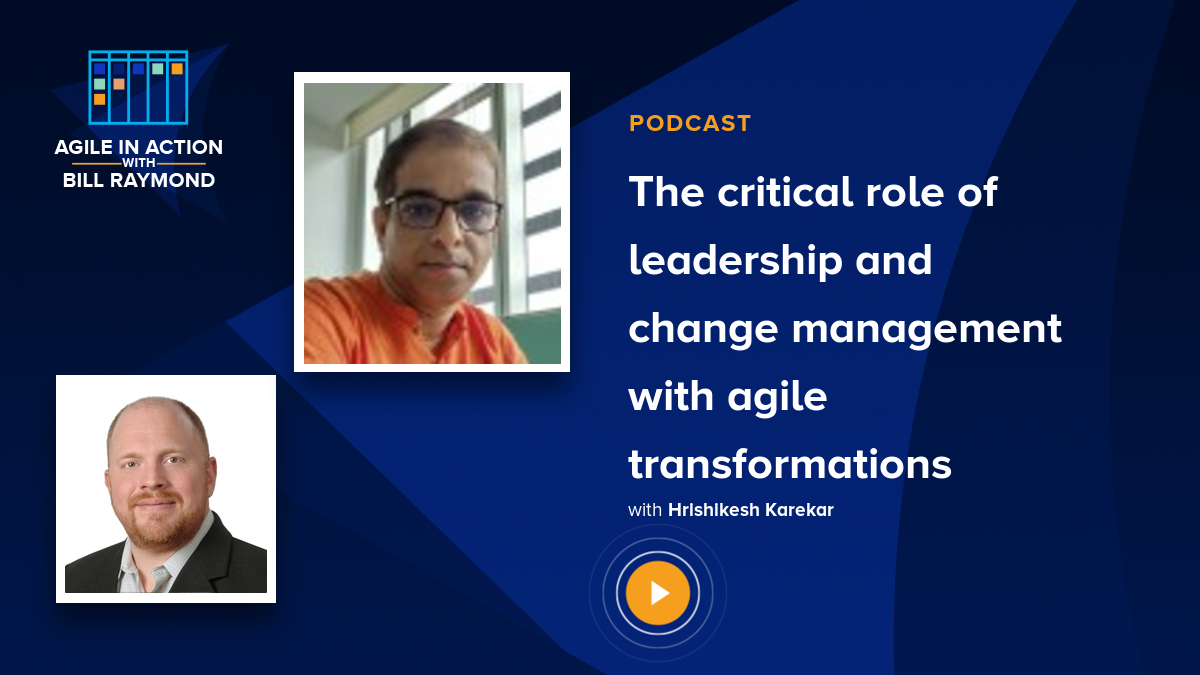 AGILE IN ACTION
WITH
BILL RAYMOND
PODCAST
The critical role of
leadership and
change management
with agile
transformations
with Hrishikesh Karekar